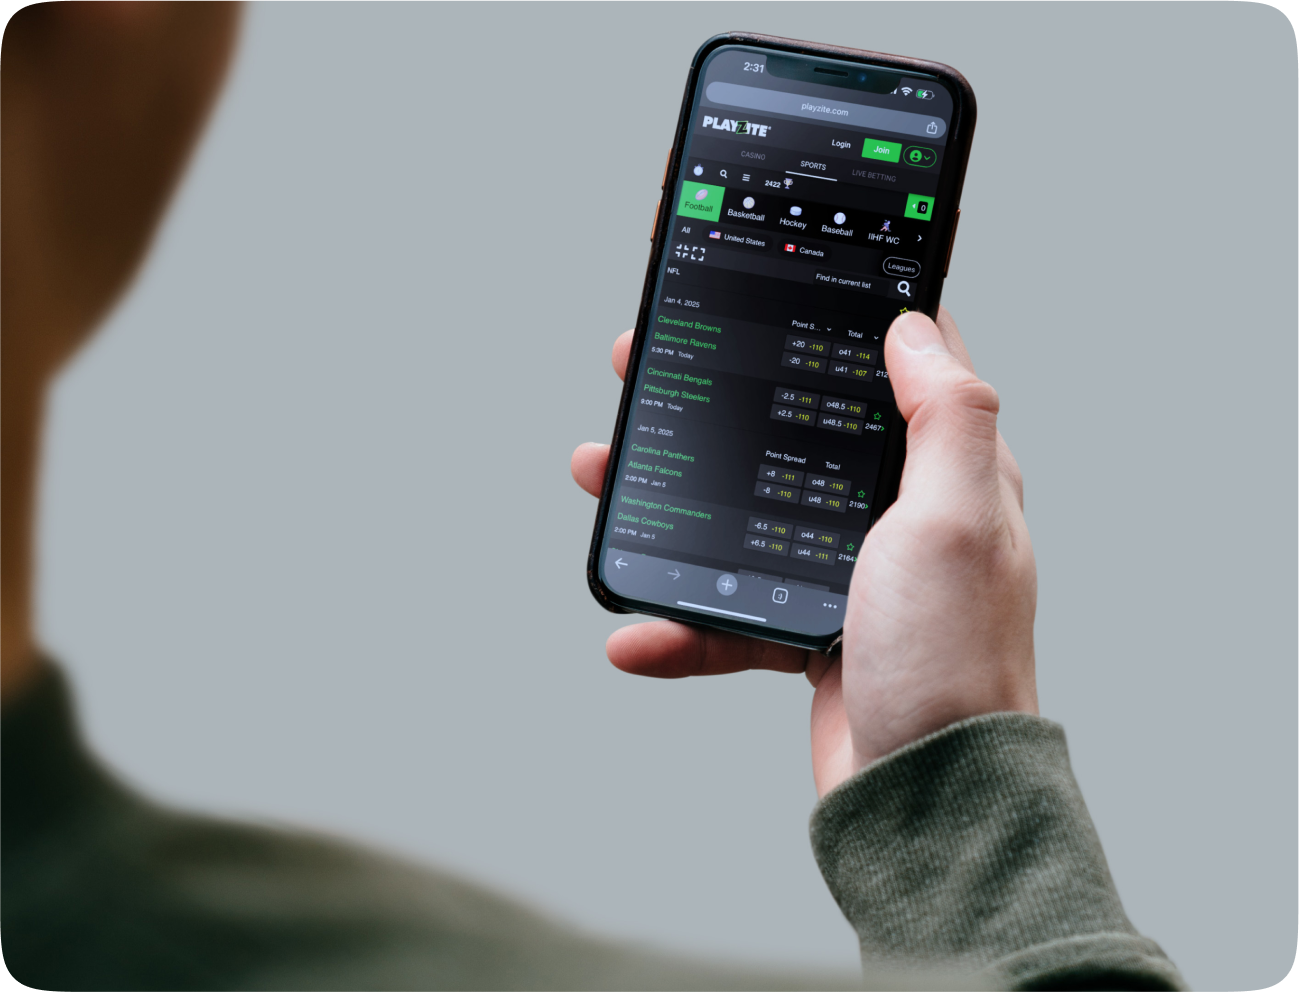 2:31
playzite.com
PLAYZITE
Login Join
CASINO SPORTS LIVE BETTING
2422
0
Football Basketball Hockey Baseball IIHF WC
All United States Canada
Leagues
Find in current list
NFL
Jan 4, 2025
Point S... Total
Cleveland Browns +20 -110 o41 -114
Baltimore Ravens -20 -110 u41 -107 212
5:30 PM Today
Cincinnati Bengals -2.5 -111 o48.5 -110
Pittsburgh Steelers +2.5 -110 u48.5 -110 2467
9:00 PM Today
Jan 5, 2025
Point Spread Total
Carolina Panthers +8 -111 o48 -110
Atlanta Falcons -8 -110 u48 -110 2190
2:00 PM Jan 5
Washington Commanders -6.5 -110 o44 -110
Dallas Cowboys +6.5 -110 u44 -111 2164
2:00 PM Jan 5